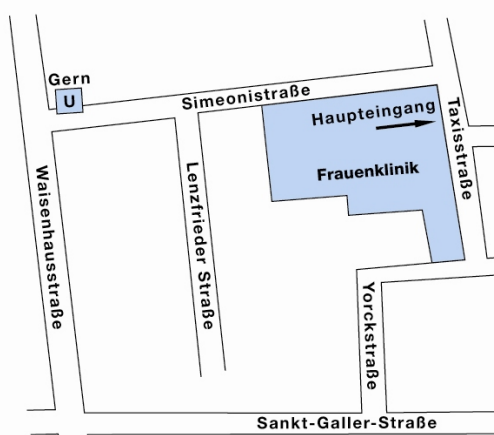 Gern
U
Simeonistraße
Haupteingang
Taxisstraße
Frauenklinik
Waisenhausstraße
Lenzfrieder Straße
Yorckstraße
Sankt-Galler-Straße